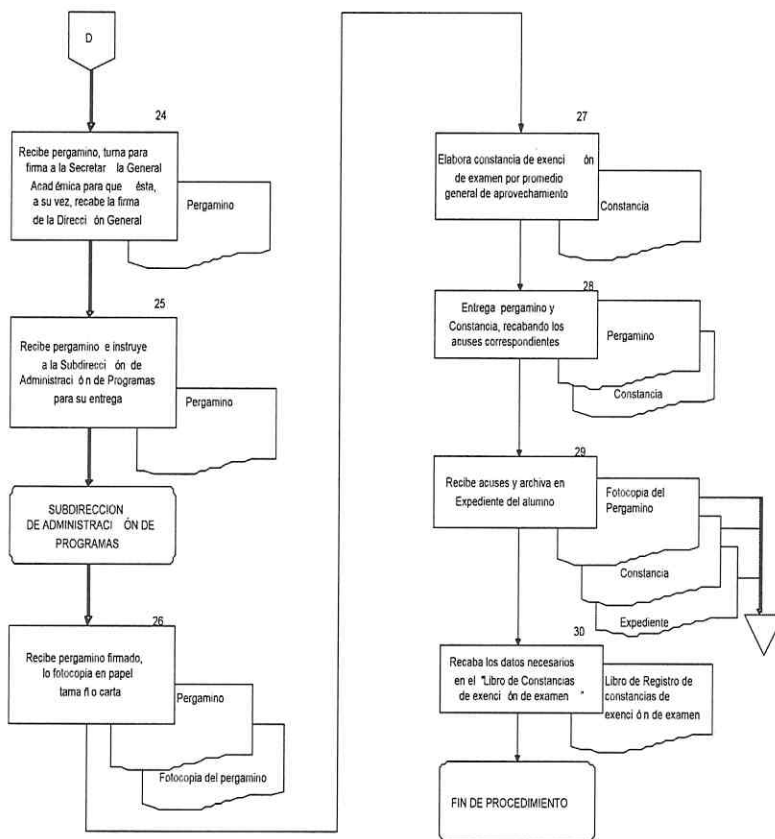 D
24
Recibe pergamino, turna para
firma a la Secretar ía General
Académica para que ésta,
a su vez, recabe la firma
de la Direcci ón General
Pergamino
25
Recibe pergamino e instruye
a la Subdirecci ón de
Administraci ón de Programas
para su entrega
Pergamino
SUBDIRECCION
DE ADMINISTRACI ÓN DE
PROGRAMAS
26
Recibe pergamino firmado,
lo fotocopia en papel
tama ñ o carta
Pergamino
Fotocopia del pergamino
27
Elabora constancia de exenci ón
de examen por promedio
general de aprovechamiento
Constancia
28
Entrega pergamino y
Constancia, recabando los
acuses correspondientes
Pergamino
Constancia
29
Recibe acuses y archiva en
Expediente del alumno
Fotocopia del
Pergamino
Constancia
Expediente
30
Recaba los datos necesarios
en el "Libro de Constancias
de exenci ón de examen "
Libro de Registro de
constancias de
exenci ó n de examen
FIN DE PROCEDIMIENTO